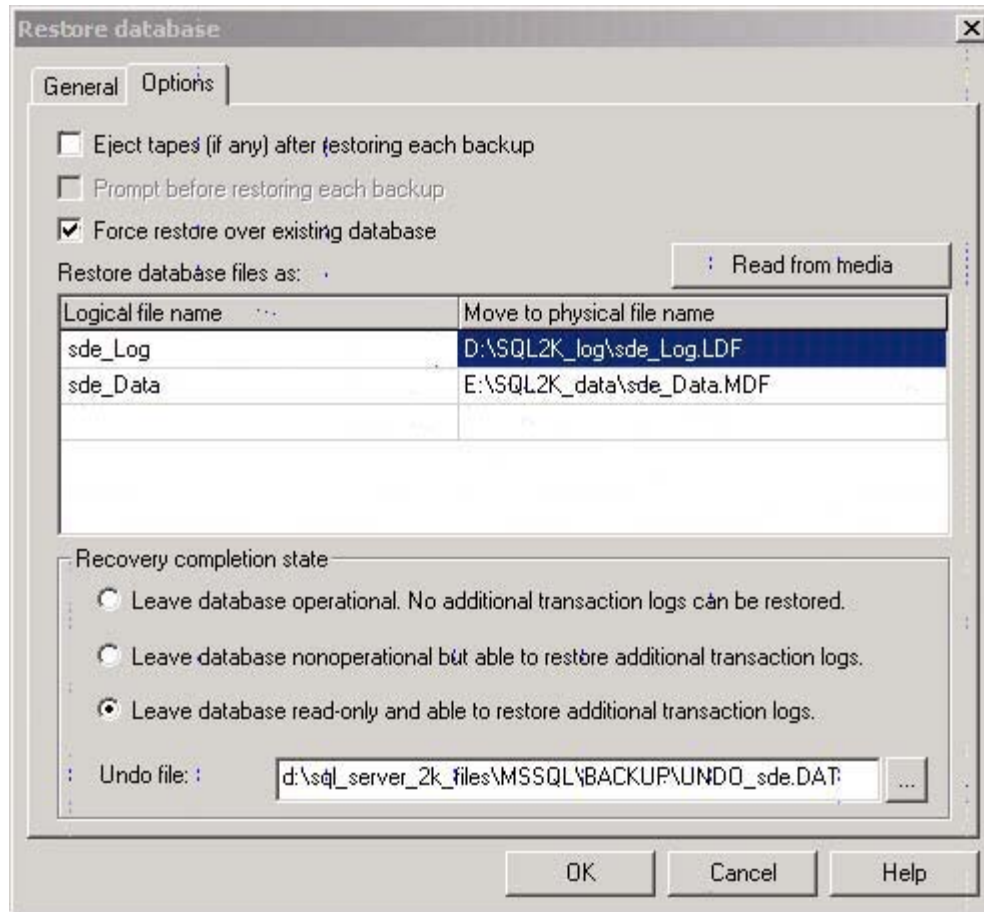 Restore database
General Options
Eject tapes (if any) after restoring each backup
Prompt before restoring each backup
Force restore over existing database
Restore database files as:
Read from media
Logical file name Move to physical file name
sde_Log D:\SQL2K_log\sde_Log.LDF
sde_Data E:\SQL2K_data\sde_Data.MDF
Recovery completion state
Leave database operational. No additional transaction logs can be restored.
Leave database nonoperational but able to restore additional transaction logs.
Leave database read-only and able to restore additional transaction logs.
Undo file: d:\sql_server_2k_files\MSSQL\BACKUP\UNDO_sde.DAT ...
OK Cancel Help